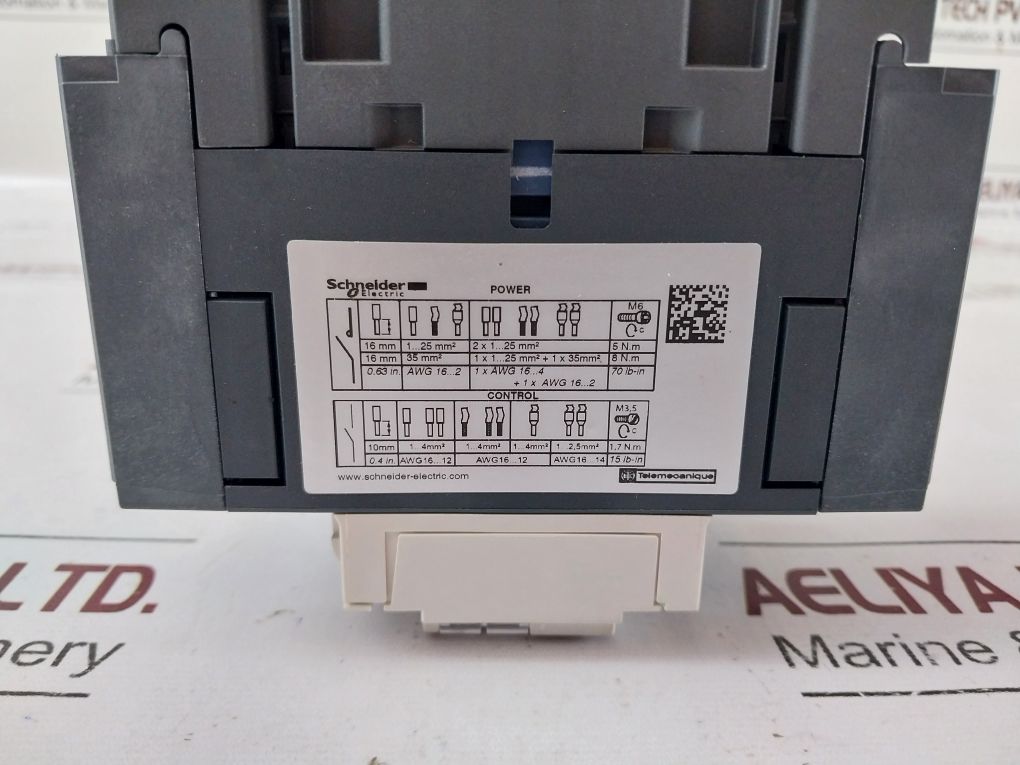 TECH PV
Schneider
Electric
POWER
M6
c
16 mm 1...25 mm² 2 x 1...25 mm² 5 N.m
16 mm 35 mm² 1 x 1...25 mm² + 1 x 35mm² 8 N.m
0.63 in. AWG 16...2 1 x AWG 16...4 70 lb-in
+ 1 x AWG 16...2
CONTROL
M3,5
c
10mm 1...4mm² 1...4mm² 1...4mm² 1...2,5mm² 1,7 N.m
0.4 in. AWG16...12 AWG16...12 AWG16...14 15 lb-in
www.schneider-electric.com Telemecanique
LTD.
AELIYA
nery
Marine &